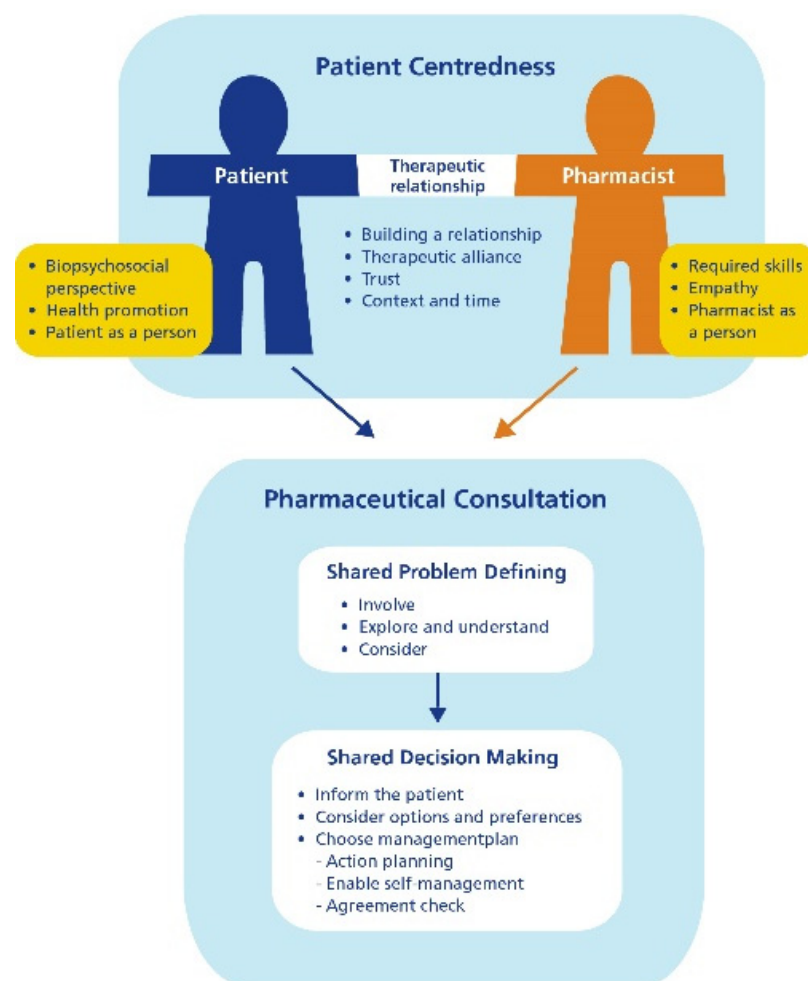 Patient Centredness
Patient
Therapeutic
relationship
Pharmacist
• Building a relationship
• Therapeutic alliance
• Trust
• Context and time
• Biopsychosocial
perspective
• Health promotion
• Patient as a person
• Required skills
• Empathy
• Pharmacist as
a person
Pharmaceutical Consultation
Shared Problem Defining
• Involve
• Explore and understand
• Consider
Shared Decision Making
• Inform the patient
• Consider options and preferences
• Choose managementplan
- Action planning
- Enable self-management
- Agreement check